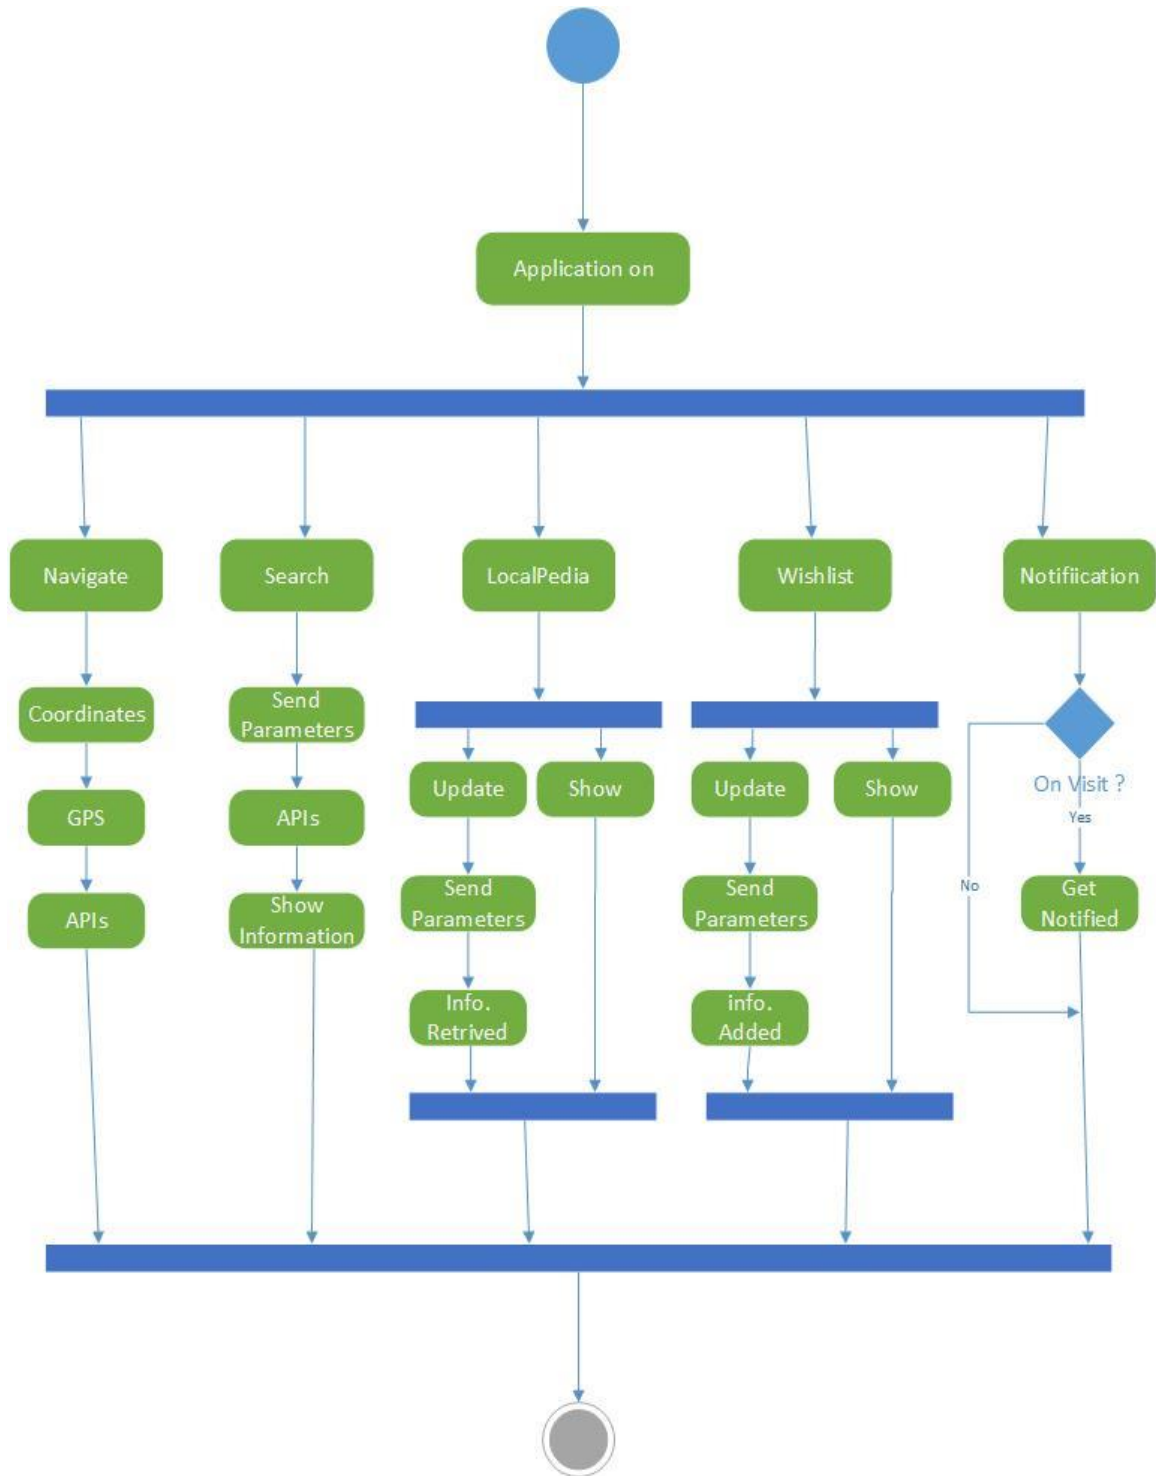 Application on
Navigate
Search
LocalPedia
Wishlist
Notifiication
Coordinates
GPS
APIs
Send
Parameters
APIs
Show
Information
Update
Show
Send
Parameters
Info.
Retrived
Update
Show
Send
Parameters
info.
Added
On Visit ?
Yes
No
Get
Notified